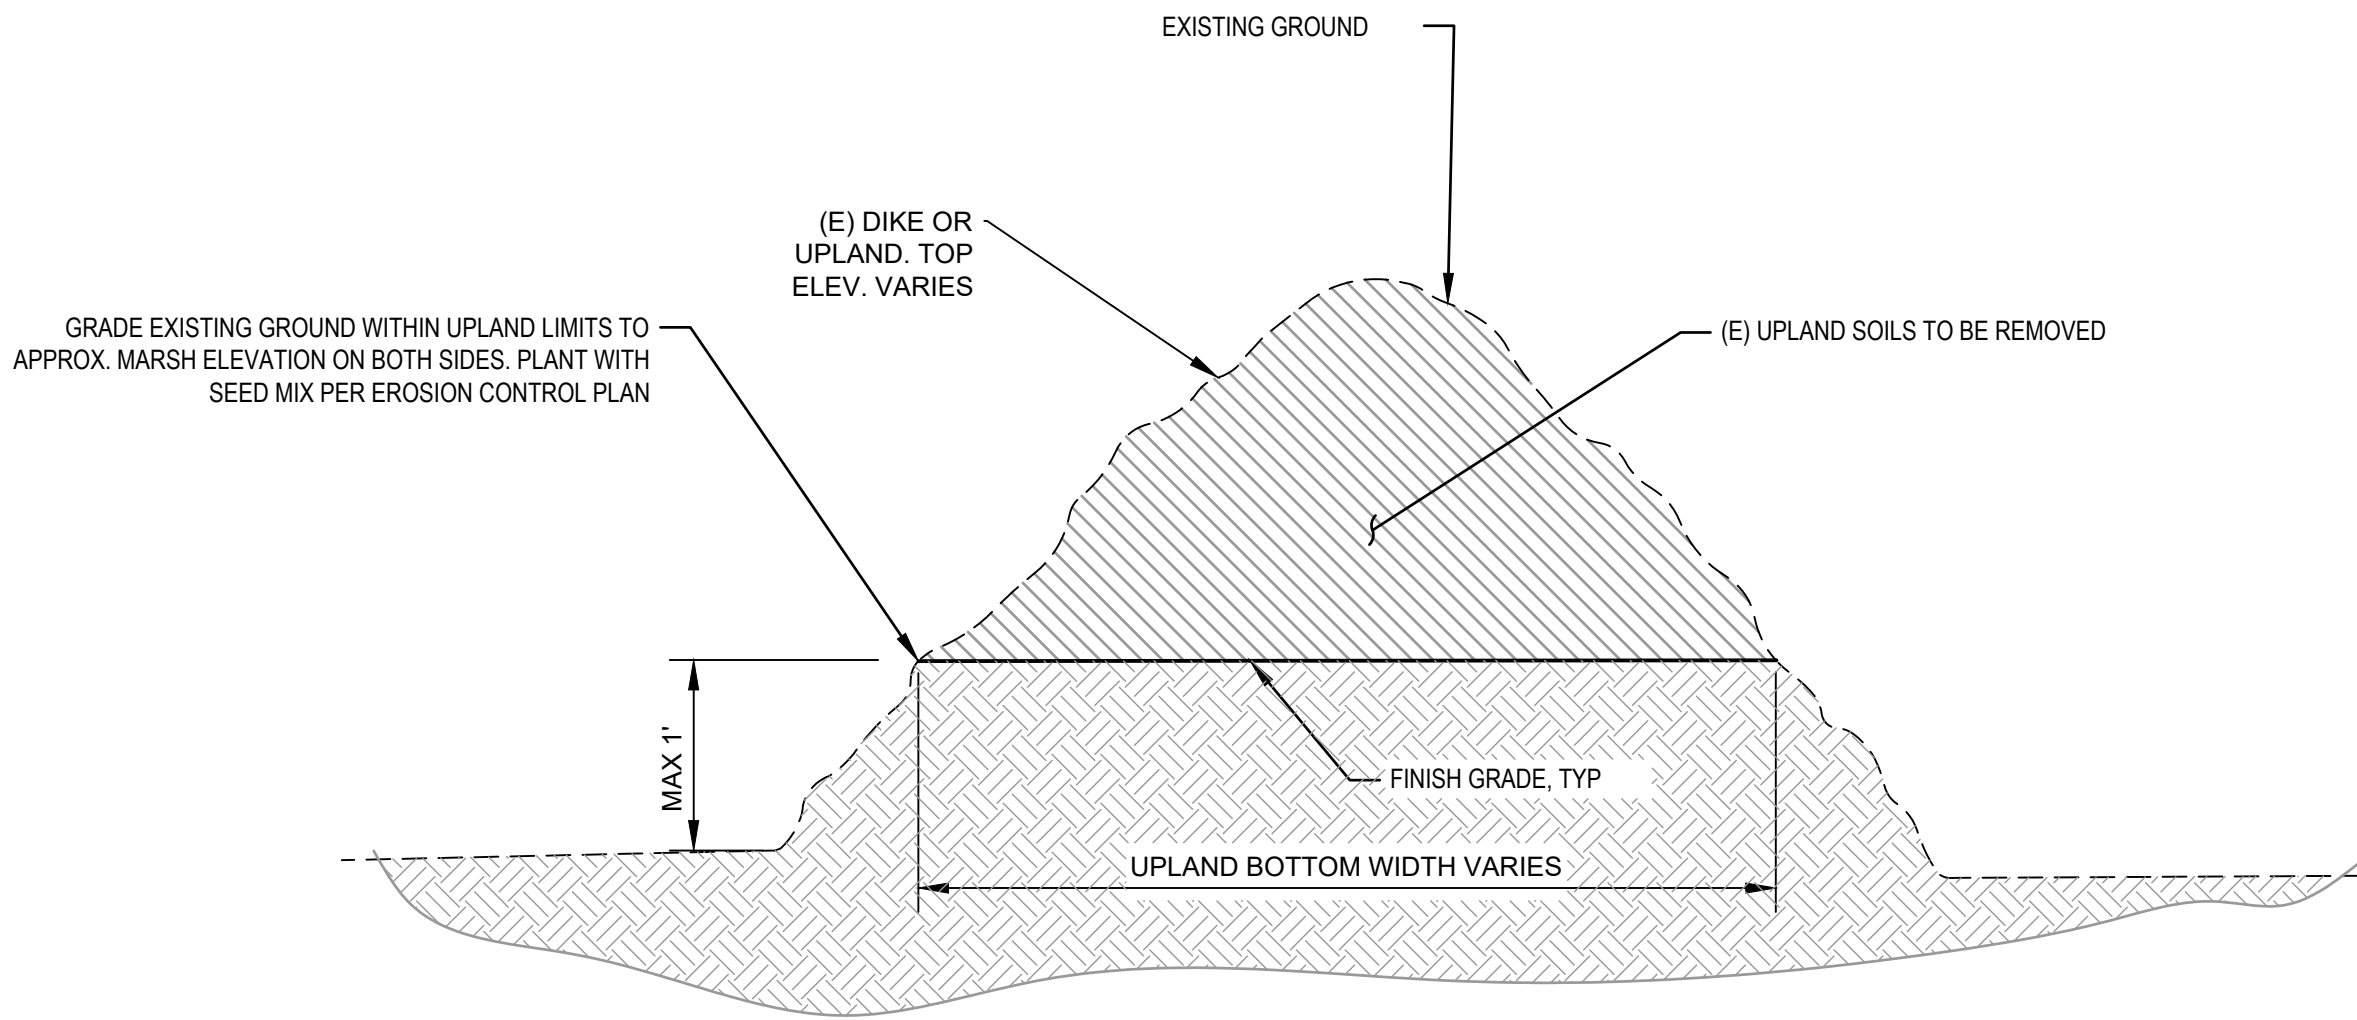 EXISTING GROUND
(E) DIKE OR
UPLAND. TOP
ELEV. VARIES
GRADE EXISTING GROUND WITHIN UPLAND LIMITS TO
APPROX. MARSH ELEVATION ON BOTH SIDES. PLANT WITH
SEED MIX PER EROSION CONTROL PLAN
(E) UPLAND SOILS TO BE REMOVED
MAX 1'
FINISH GRADE, TYP
UPLAND BOTTOM WIDTH VARIES